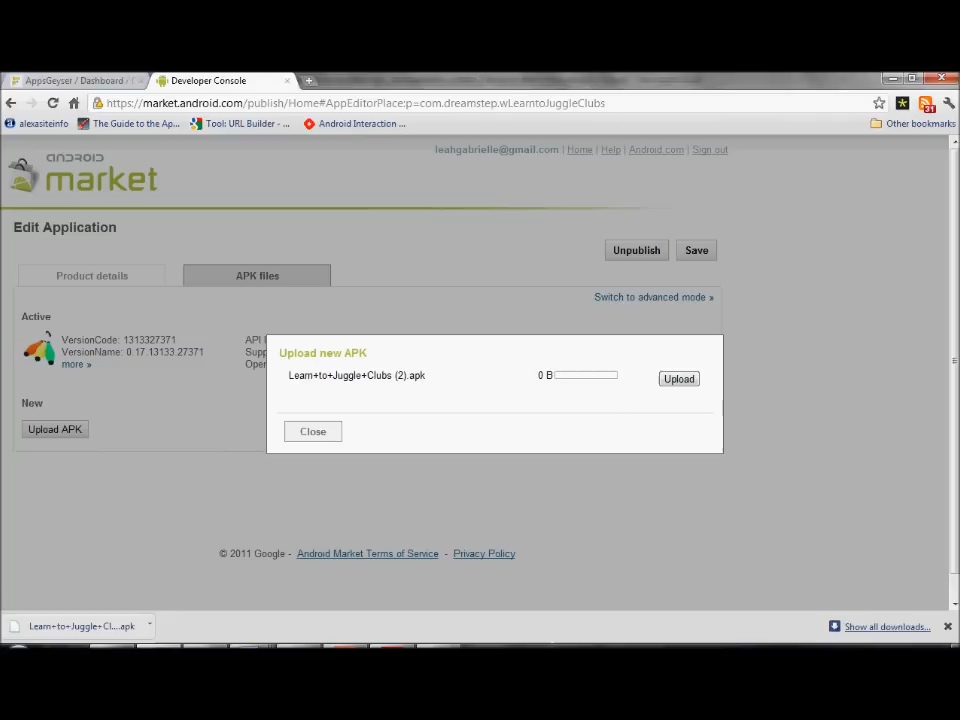 AppsGeyser / Dashboard /
Developer Console
https://market.android.com/publish/Home#AppEditorPlace:p=com.dreamstep.wLearntoJuggleClubs
31
alexasiteinfo
The Guide to the Ap...
Tool: URL Builder - ...
Android Interaction ...
Other bookmarks
leahgabrielle@gmail.com | Home | Help | Android.com | Sign out
android
market
Edit Application
Unpublish
Save
Product details
APK files
Switch to advanced mode »
Active
VersionCode: 1313327371
VersionName: 0.17.13133.27371
more »
API
Supp
Open
Upload new APK
Learn+to+Juggle+Clubs (2).apk
0 B
Upload
New
Upload APK
Close
© 2011 Google - Android Market Terms of Service - Privacy Policy
Learn+to+Juggle+Cl....apk
Show all downloads...